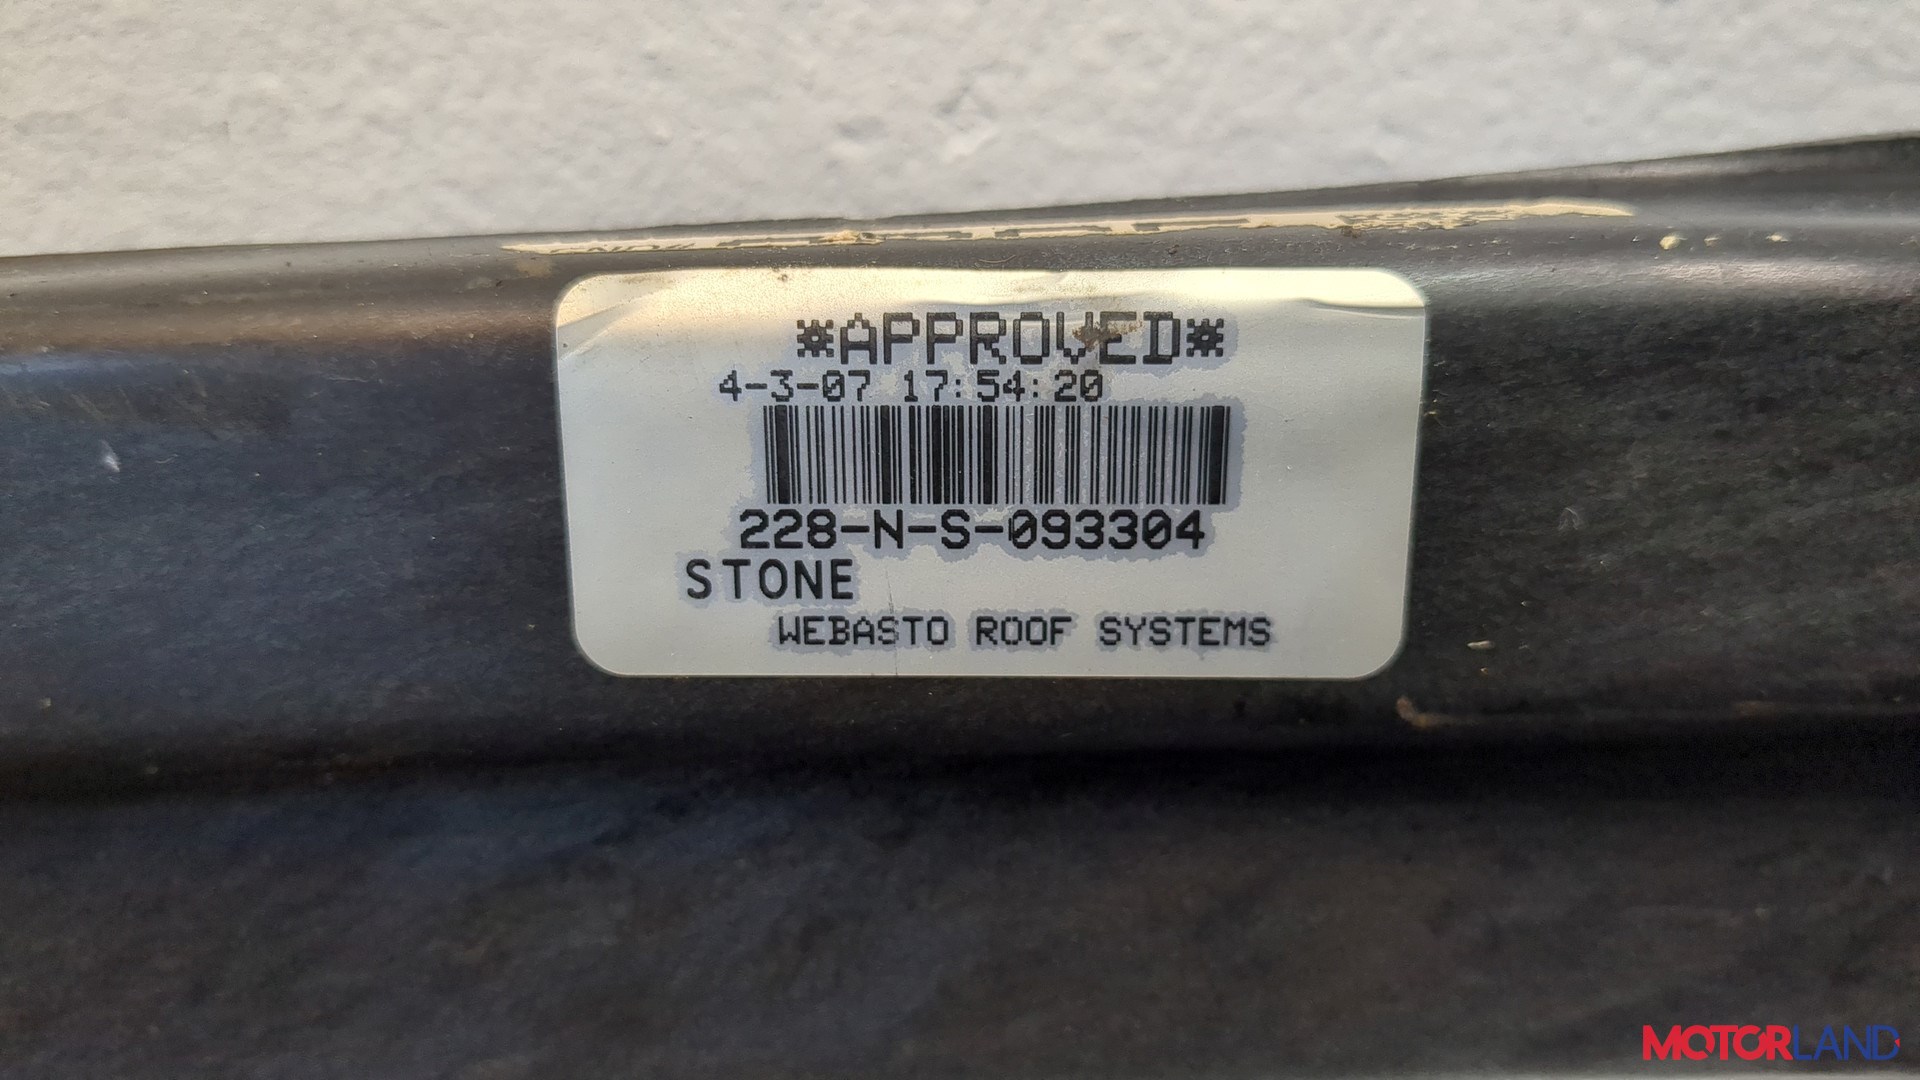 *APPROVED*
4-3-07 17:54:20
228-N-S-093304
STONE
WEBASTO ROOF SYSTEMS
MOTORLAND